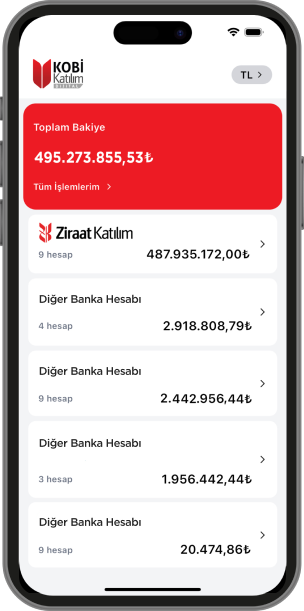 KOBİ
Katılım
DİGİTAL
TL
Toplam Bakiye
495.273.855,53₺
Tüm İşlemlerim
Ziraat Katılım
9 hesap
487.935.172,00₺
Diğer Banka Hesabı
4 hesap
2.918.808,79₺
Diğer Banka Hesabı
9 hesap
2.442.956,44₺
Diğer Banka Hesabı
3 hesap
1.956.442,44₺
Diğer Banka Hesabı
9 hesap
20.474,86₺